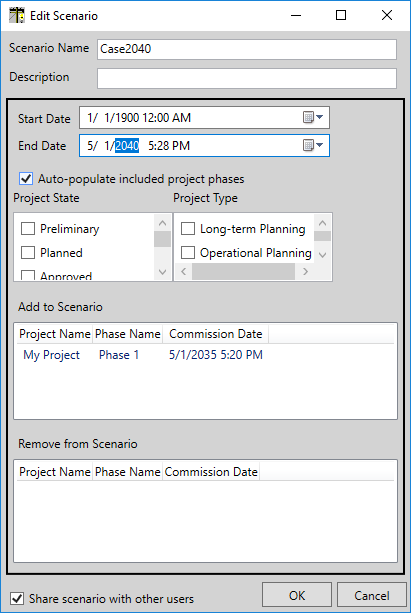 Edit Scenario
Scenario Name Case2040
Description
Start Date 1/ 1/1900 12:00 AM
End Date 5/ 1/2040 5:28 PM
Auto-populate included project phases
Project State Project Type
Preliminary Long-term Planning
Planned Operational Planning
Approved
Add to Scenario
Project Name Phase Name Commission Date
My Project Phase 1 5/1/2035 5:20 PM
Remove from Scenario
Project Name Phase Name Commission Date
Share scenario with other users OK Cancel